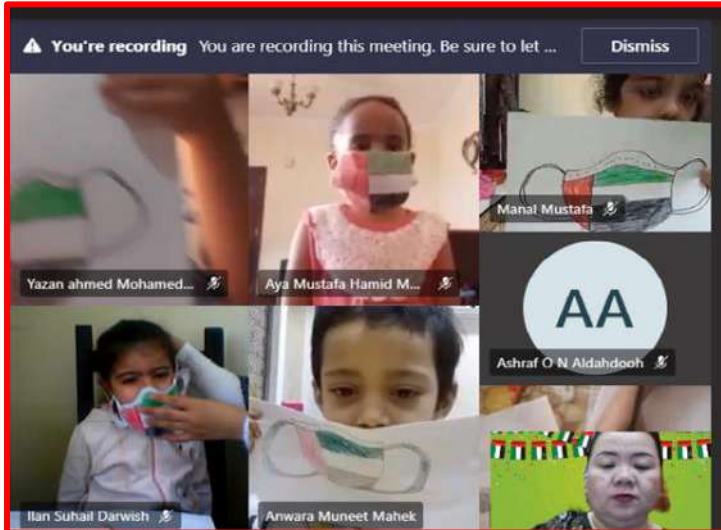 You're recording You are recording this meeting. Be sure to let ... Dismiss
Yazan ahmed Mohamed...
Aya Mustafa Hamid M...
Manal Mustafa
AA
Ashraf O N Aldahdooh
Ilan Suhail Darwish
Anwara Muneet Mahek